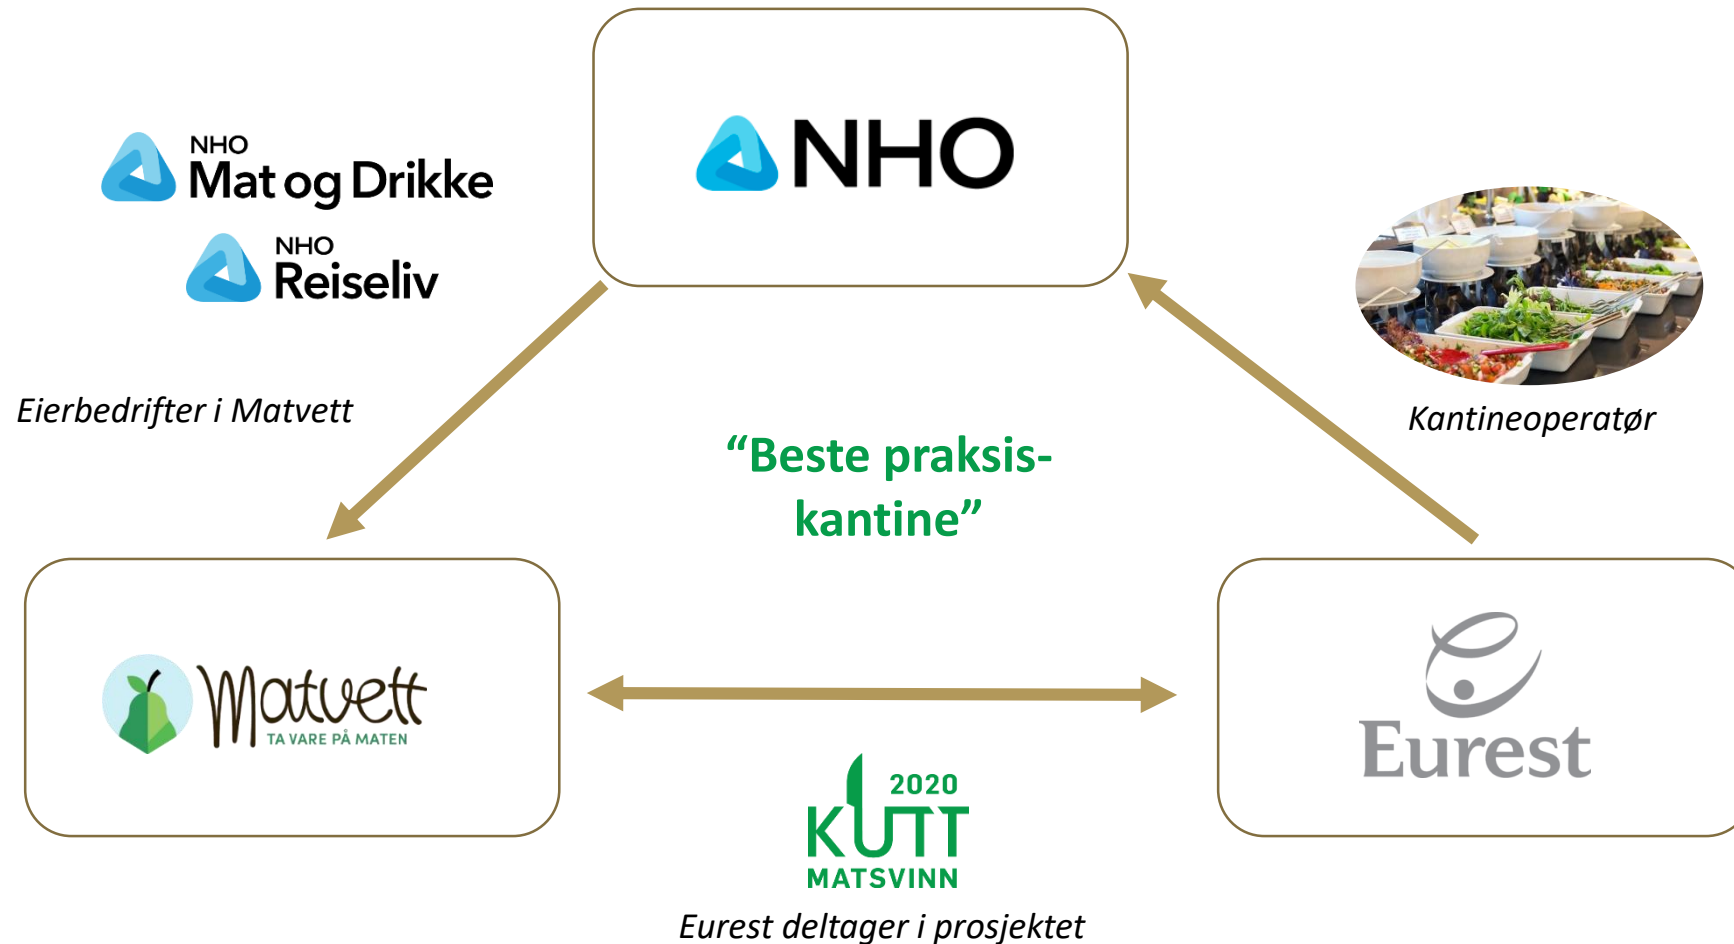 NHO
NHO
Mat og Drikke
NHO
Reiseliv
Eierbedrifter i Matvett
Kantineoperatør
“Beste praksis-
kantine”
Matvett
TA VARE PÅ MATEN
Eurest
2020
KUTT
MATSVINN
Eurest deltager i prosjektet